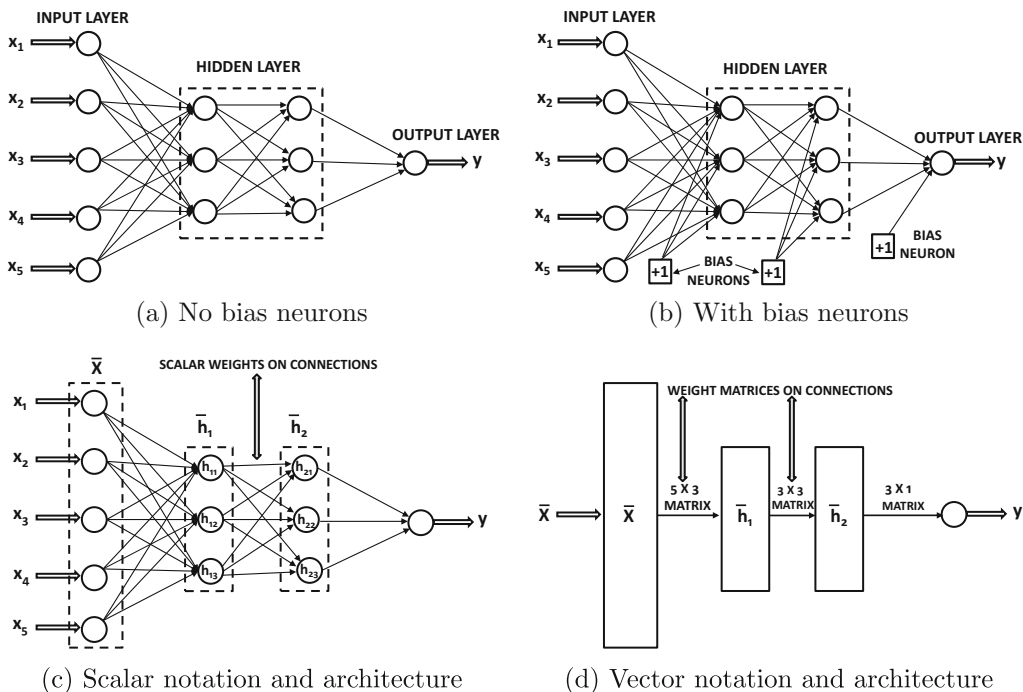 INPUT LAYER
x1
x2
x3
x4
x5
HIDDEN LAYER
OUTPUT LAYER
y
(a) No bias neurons
INPUT LAYER
x1
x2
x3
x4
x5
HIDDEN LAYER
OUTPUT LAYER
y
+1
BIAS
NEURONS
+1
+1
BIAS
NEURON
(b) With bias neurons
X̅
SCALAR WEIGHTS ON CONNECTIONS
x1
x2
x3
x4
x5
h̅1
h̅2
h11
h12
h13
h21
h22
h23
y
(c) Scalar notation and architecture
WEIGHT MATRICES ON CONNECTIONS
X̅
X̅
5 X 3
MATRIX
h̅1
3 X 3
MATRIX
h̅2
3 X 1
MATRIX
y
(d) Vector notation and architecture